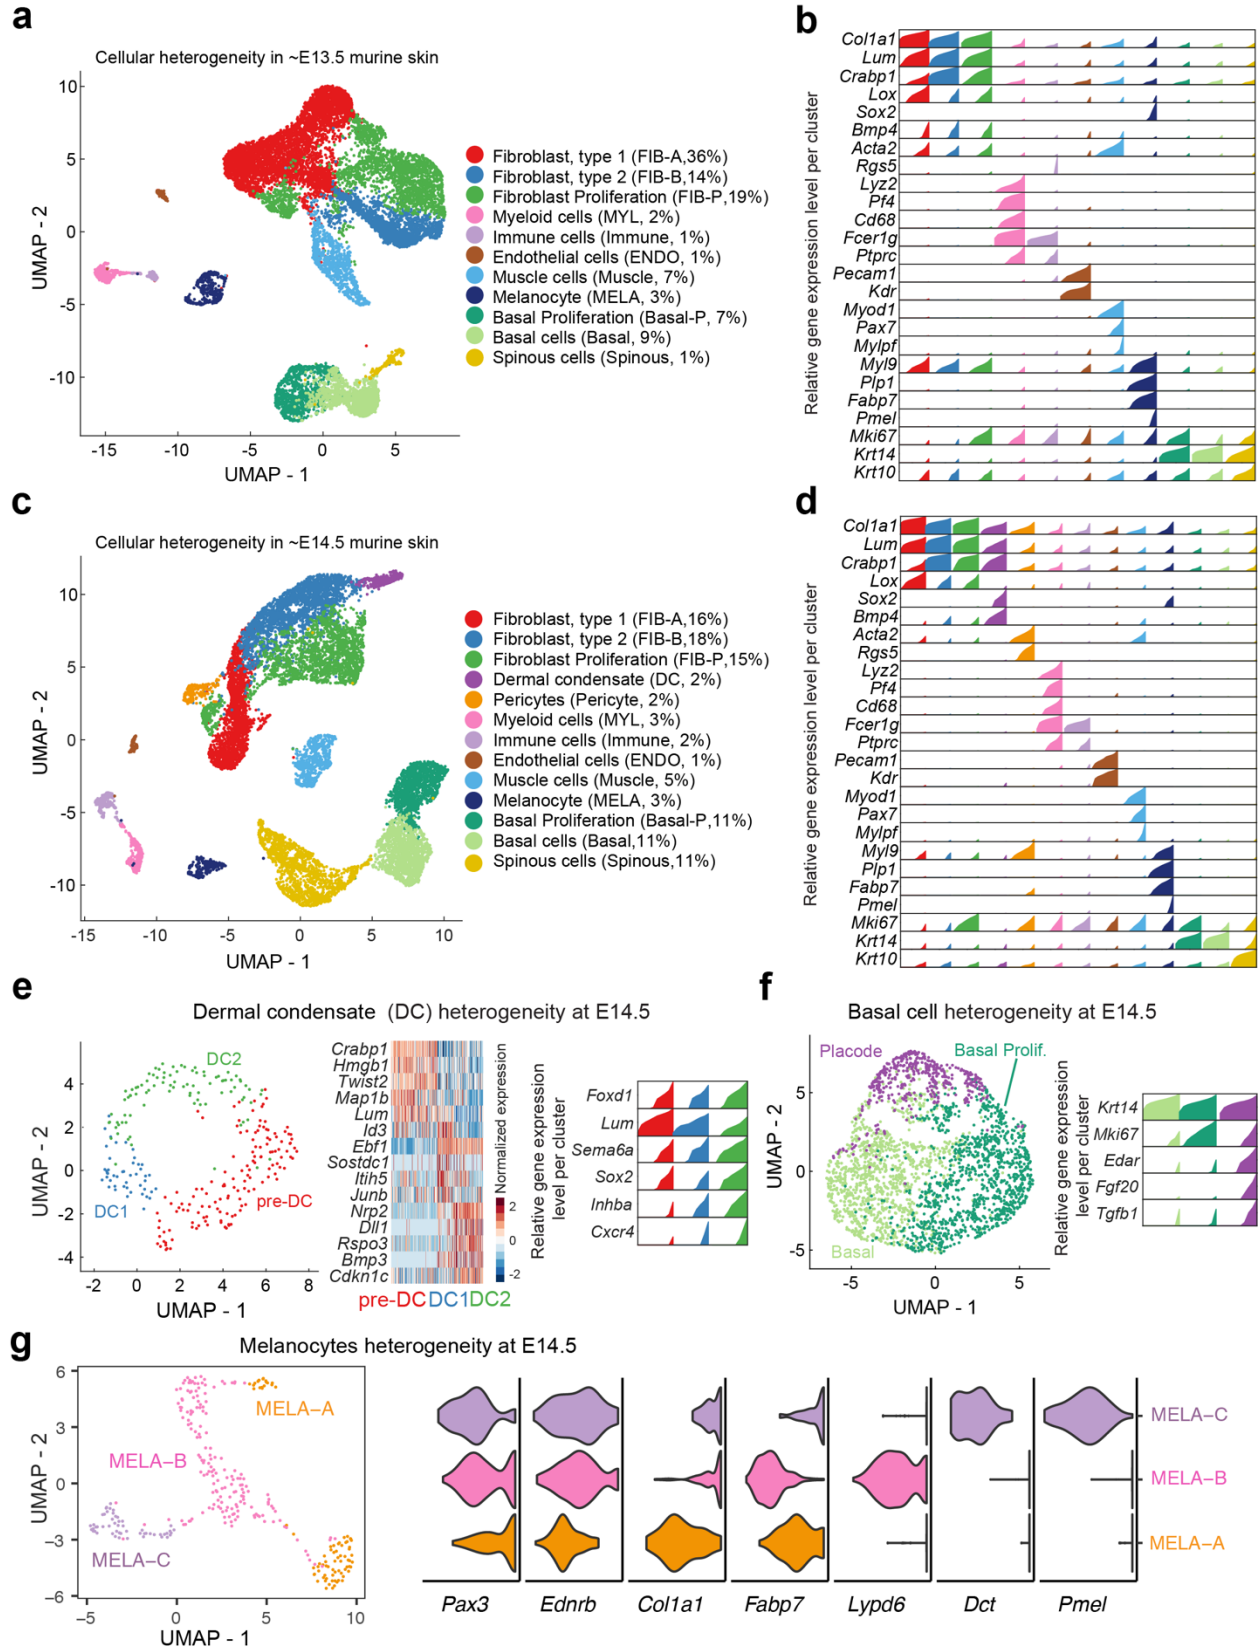 a
Cellular heterogeneity in ~E13.5 murine skin
UMAP - 2
10
5
0
-5
-10
-15
-10
-5
0
5
UMAP - 1
Fibroblast, type 1 (FIB-A,36%)
Fibroblast, type 2 (FIB-B,14%)
Fibroblast Proliferation (FIB-P,19%)
Myeloid cells (MYL, 2%)
Immune cells (Immune, 1%)
Endothelial cells (ENDO, 1%)
Muscle cells (Muscle, 7%)
Melanocyte (MELA, 3%)
Basal Proliferation (Basal-P, 7%)
Basal cells (Basal, 9%)
Spinous cells (Spinous, 1%)
b
Relative gene expression level per cluster
Col1a1
Lum
Crabp1
Lox
Sox2
Bmp4
Acta2
Rgs5
Lyz2
Pf4
Cd68
Fcer1g
Ptprc
Pecam1
Kdr
Myod1
Pax7
Mylpf
Myl9
Plp1
Fabp7
Pmel
Mki67
Krt14
Krt10
c
Cellular heterogeneity in ~E14.5 murine skin
UMAP - 2
10
5
0
-5
-10
-15
-10
-5
0
5
10
UMAP - 1
Fibroblast, type 1 (FIB-A,16%)
Fibroblast, type 2 (FIB-B,18%)
Fibroblast Proliferation (FIB-P,15%)
Dermal condensate (DC, 2%)
Pericytes (Pericyte, 2%)
Myeloid cells (MYL, 3%)
Immune cells (Immune, 2%)
Endothelial cells (ENDO, 1%)
Muscle cells (Muscle, 5%)
Melanocyte (MELA, 3%)
Basal Proliferation (Basal-P,11%)
Basal cells (Basal,11%)
Spinous cells (Spinous,11%)
d
Relative gene expression level per cluster
Col1a1
Lum
Crabp1
Lox
Sox2
Bmp4
Acta2
Rgs5
Lyz2
Pf4
Cd68
Fcer1g
Ptprc
Pecam1
Kdr
Myod1
Pax7
Mylpf
Myl9
Plp1
Fabp7
Pmel
Mki67
Krt14
Krt10
e
Dermal condensate (DC) heterogeneity at E14.5
UMAP - 2
4
2
0
-2
-4
-2
0
2
4
6
8
UMAP - 1
DC2
DC1
pre-DC
Crabp1
Hmgb1
Twist2
Map1b
Lum
Id3
Ebf1
Sostdc1
Itih5
Junb
Nrp2
Dll1
Rspo3
Bmp3
Cdkn1c
pre-DC DC1 DC2
Normalized expression
2
0
-2
Relative gene expression
level per cluster
Foxd1
Lum
Sema6a
Sox2
Inhba
Cxcr4
f
Basal cell heterogeneity at E14.5
UMAP - 2
5
0
-5
-5
0
5
UMAP - 1
Placode
Basal Prolif.
Basal
Relative gene expression
level per cluster
Krt14
Mki67
Edar
Fgf20
Tgfb1
g
Melanocytes heterogeneity at E14.5
UMAP - 2
6
3
0
−3
−6
−5
0
5
10
UMAP - 1
MELA−A
MELA−B
MELA−C
MELA−C
MELA−B
MELA−A
Pax3
Ednrb
Col1a1
Fabp7
Lypd6
Dct
Pmel